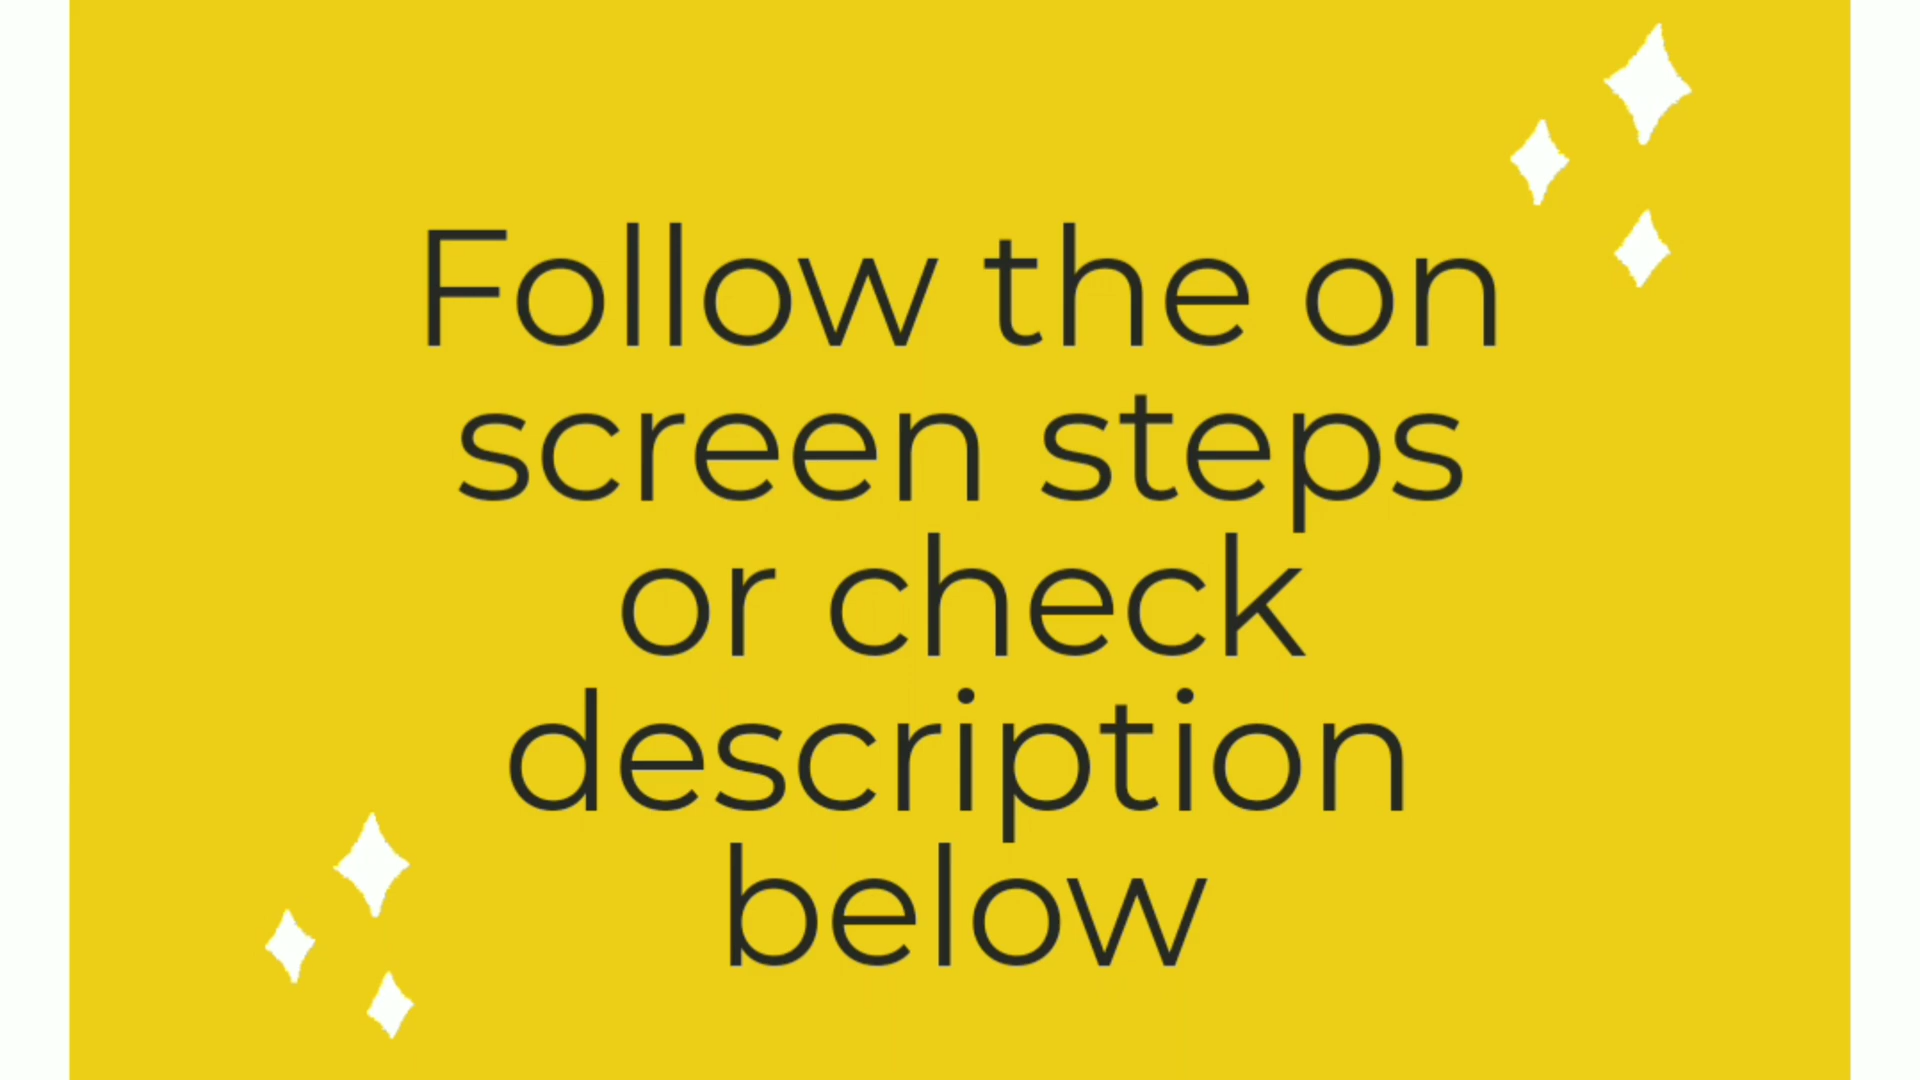 Follow the on
screen steps
or check
description
below